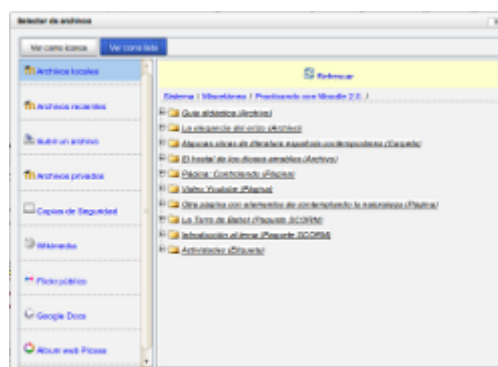 Selector de archivos
Ver como iconos
Ver como lista
Archivos locales
Archivos recientes
Subir un archivo
Archivos privados
Copias de Seguridad
Wikimedia
Flickr público
Google Docs
Álbum web Picasa
Refrescar
Sistema / Miscelánea / Practicando con Moodle 2.0 /
Guía didáctica (Archivo)
La elegancia del erizo (Archivo)
Algunas obras de literatura española contemporánea (Carpeta)
El hostal de los dioses amables (Archivo)
Página: Controlando (Página)
Video Youtube (Página)
Otra página con elementos de contemplando la naturaleza (Página)
La Torre de Babel (Paquete SCORM)
Introducción al tema (Paquete SCORM)
Actividades (Etiqueta)